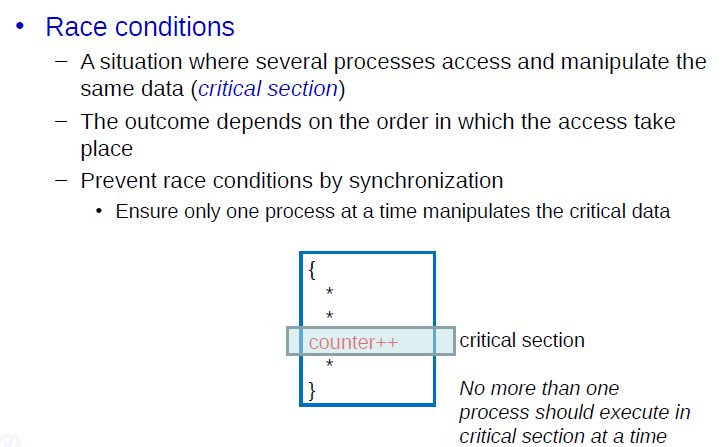 • Race conditions
– A situation where several processes access and manipulate the
same data (critical section)
– The outcome depends on the order in which the access take
place
– Prevent race conditions by synchronization
• Ensure only one process at a time manipulates the critical data
{
*
*
counter++ critical section
*
}
No more than one
process should execute in
critical section at a time